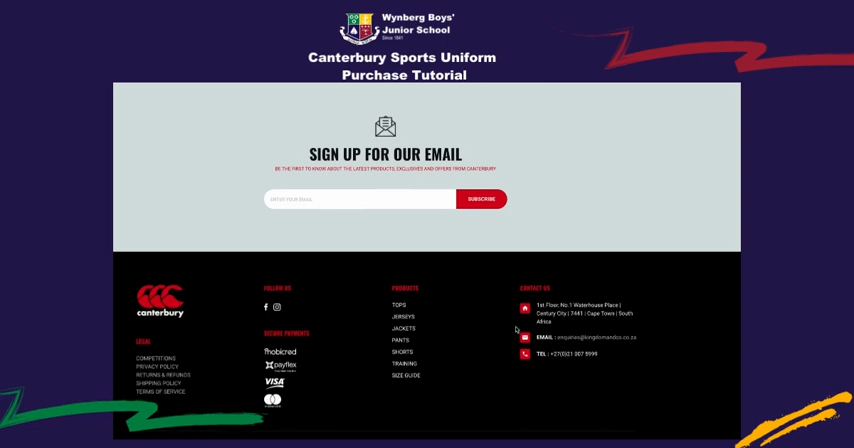 Wynberg Boys'
Junior School
Since 1841
Canterbury Sports Uniform
Purchase Tutorial
SIGN UP FOR OUR EMAIL
BE THE FIRST TO KNOW ABOUT THE LATEST PRODUCTS, EXCLUSIVES AND OFFERS FROM CANTERBURY
ENTER YOUR EMAIL
SUBSCRIBE
canterbury
LEGAL
COMPETITIONS
PRIVACY POLICY
RETURNS & REFUNDS
SHIPPING POLICY
TERMS OF SERVICE
FOLLOW US
SECURE PAYMENTS
mobicred
payflex
VISA
PRODUCTS
TOPS
JERSEYS
JACKETS
PANTS
SHORTS
TRAINING
SIZE GUIDE
CONTACT US
1st Floor, No.1 Waterhouse Place |
Century City | 7441 | Cape Town | South
Africa
EMAIL : enquiries@kingdomandco.co.za
TEL : +27(0)21 007 5999